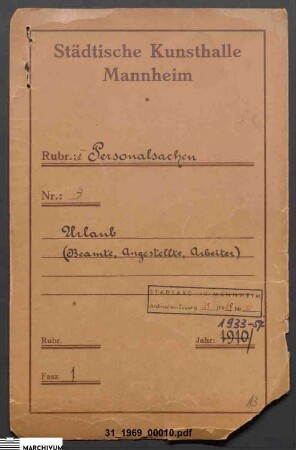 Städtische Kunsthalle
Mannheim
Rubr.: Personalsachen
Nr.: 3
Urlaub
(Beamte, Angestellte, Arbeiter)
STADTARCHIV MANNHEIM
1933-57
Rubr.
Jahr: 1910/
Fasz 1
13
31_1969_00010.pdf
MARCHIVUM